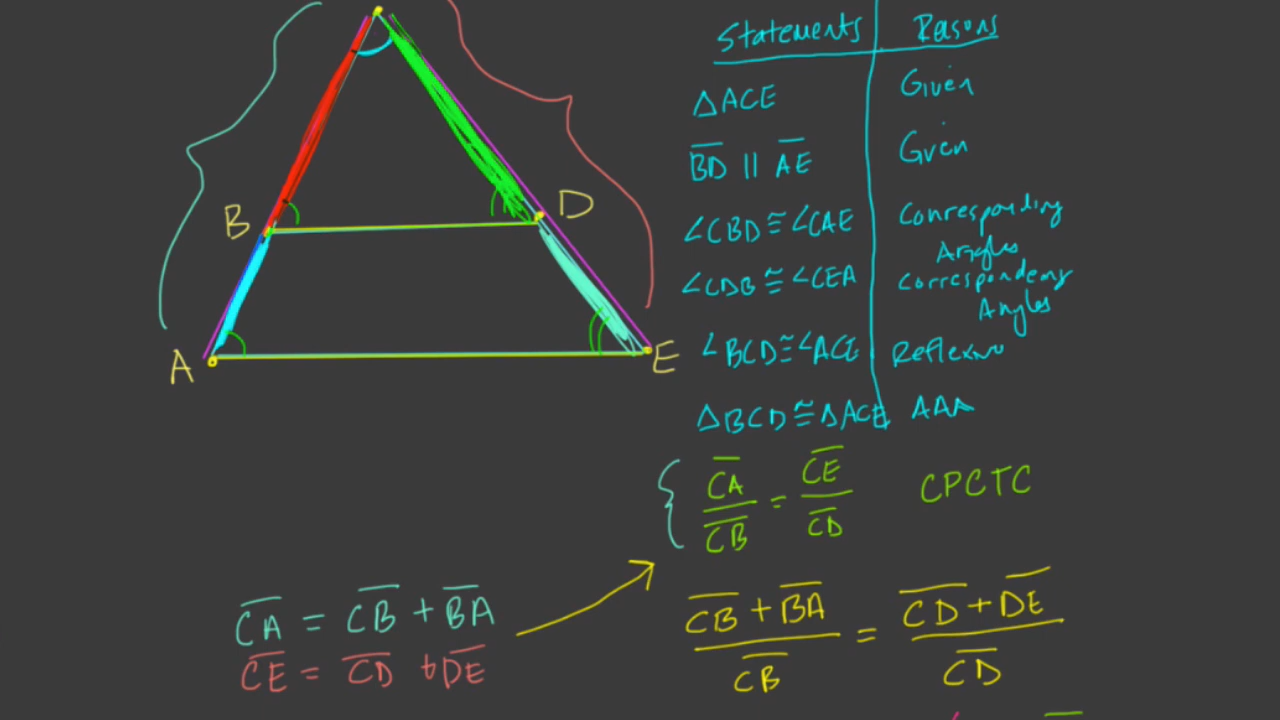 Statements Reasons
△ACE Given
BD || AE Given
∠CBD ≅ ∠CAE Corresponding
Angles
∠CDB ≅ ∠CEA Corresponding
Angles
∠BCD ≅ ∠ACE Reflexive
△BCD ≅ △ACE AAA
CA/CB = CE/CD CPCTC
B
D
A
E
CA = CB + BA
CE = CD + DE
CB + BA / CB = CD + DE / CD